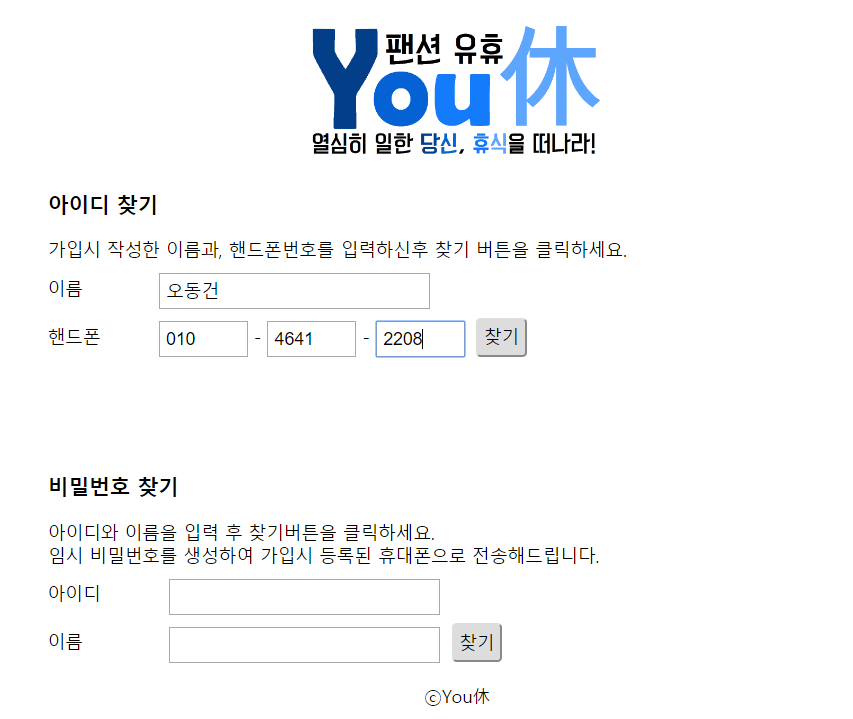 팬션 유휴
You休
열심히 일한 당신, 휴식을 떠나라!
아이디 찾기
가입시 작성한 이름과, 핸드폰번호를 입력하신후 찾기 버튼을 클릭하세요.
이름 오동건
핸드폰 010 - 4641 - 2208 찾기
비밀번호 찾기
아이디와 이름을 입력 후 찾기버튼을 클릭하세요.
임시 비밀번호를 생성하여 가입시 등록된 휴대폰으로 전송해드립니다.
아이디
이름 찾기
ⓒYou休